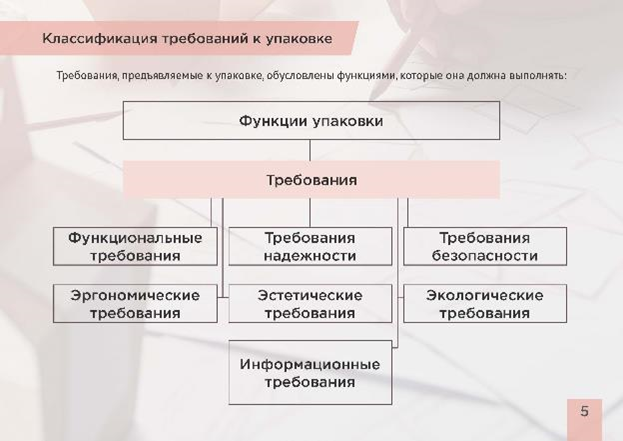 Классификация требований к упаковке
Требования, предъявляемые к упаковке, обусловлены функциями, которые она должна выполнять:
Функции упаковки
Требования
Функциональные
требования
Требования
надежности
Требования
безопасности
Эргономические
требования
Эстетические
требования
Экологические
требования
Информационные
требования
5